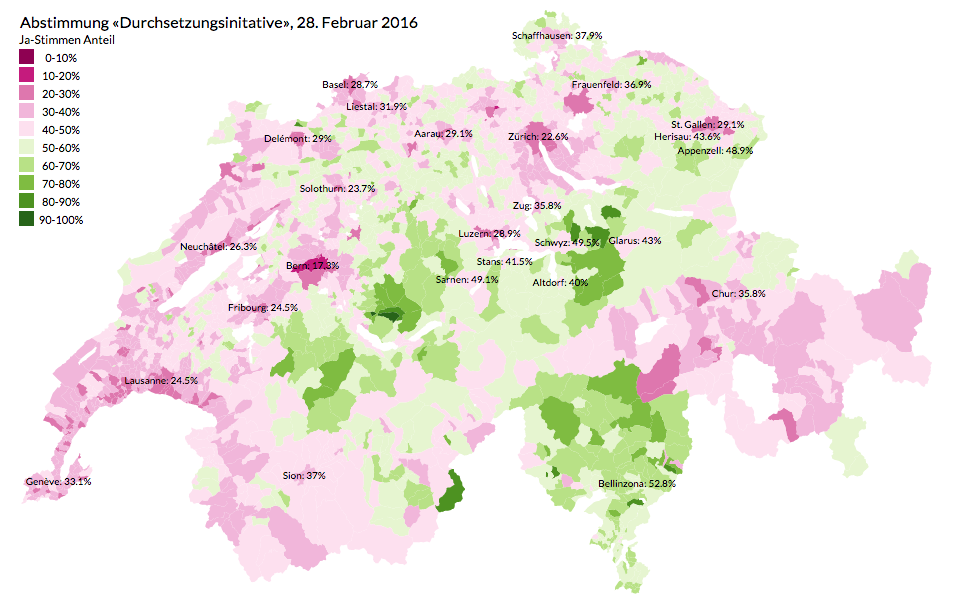 Abstimmung «Durchsetzungsinitative», 28. Februar 2016
Ja-Stimmen Anteil
0-10%
10-20%
20-30%
30-40%
40-50%
50-60%
60-70%
70-80%
80-90%
90-100%
Schaffhausen: 37.9%
Basel: 28.7%
Frauenfeld: 36.9%
Liestal: 31.9%
St. Gallen: 29.1%
Delémont: 29%
Aarau: 29.1%
Zürich: 22.6%
Herisau: 43.6%
Appenzell: 48.9%
Solothurn: 23.7%
Zug: 35.8%
Luzern: 28.9%
Neuchâtel: 26.3%
Schwyz: 49.5%
Glarus: 43%
Bern: 17.3%
Stans: 41.5%
Sarnen: 49.1%
Altdorf: 40%
Chur: 35.8%
Fribourg: 24.5%
Lausanne: 24.5%
Sion: 37%
Genève: 33.1%
Bellinzona: 52.8%